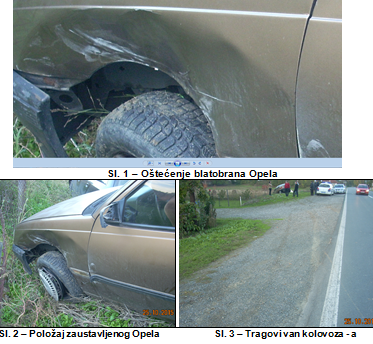 Sl. 1 – Oštećenje blatobrana Opela
Sl. 2 – Položaj zaustavljenog Opela
Sl. 3 – Tragovi van kolovoza - a